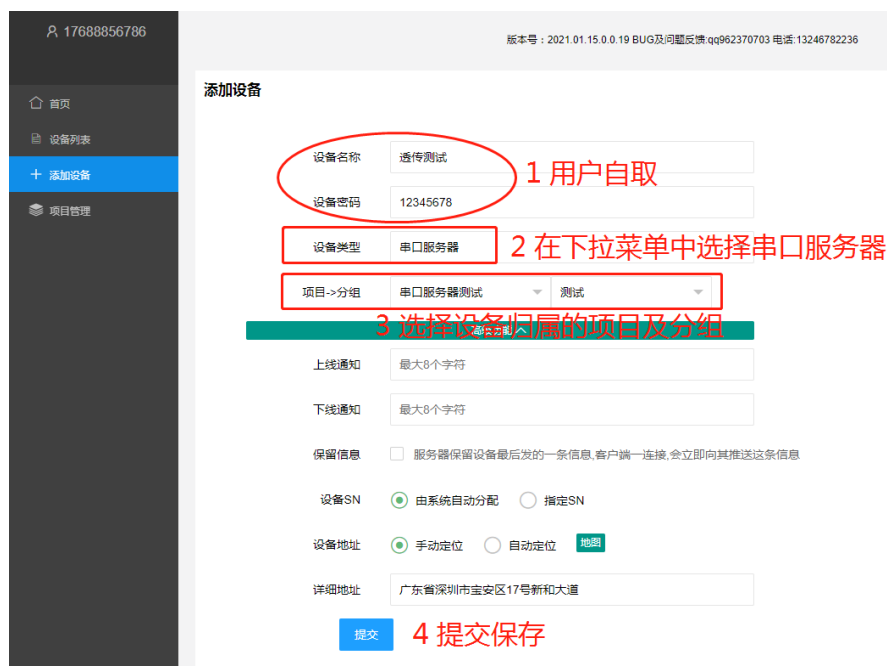 17688856786
版本号：2021.01.15.0.0.19 BUG及问题反馈:qq962370703 电话:13246782236
首页
设备列表
添加设备
项目管理
添加设备
设备名称 透传测试
1 用户自取
设备密码 12345678
设备类型 串口服务器
2 在下拉菜单中选择串口服务器
项目->分组 串口服务器测试 测试
3 选择设备归属的项目及分组
高级功能
上线通知 最大8个字符
下线通知 最大8个字符
保留信息 服务器保留设备最后发的一条信息,客户端一连接,会立即向其推送这条信息
设备SN 由系统自动分配 指定SN
设备地址 手动定位 自动定位 地图
详细地址 广东省深圳市宝安区17号新和大道
提交 4 提交保存